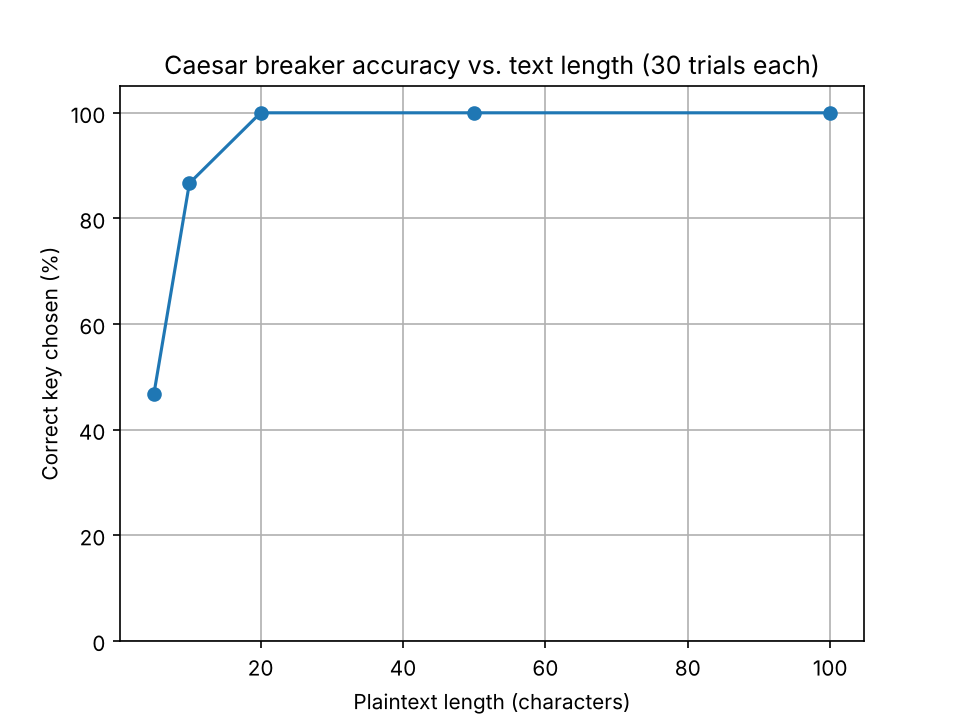 Caesar breaker accuracy vs. text length (30 trials each)
Correct key chosen (%)
100
80
60
40
20
0
20 40 60 80 100
Plaintext length (characters)